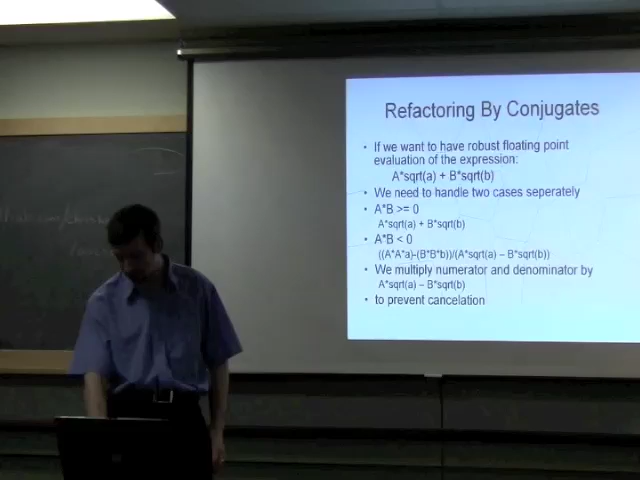 Refactoring By Conjugates
• If we want to have robust floating point
evaluation of the expression:
A*sqrt(a) + B*sqrt(b)
• We need to handle two cases seperately
• A*B >= 0
A*sqrt(a) + B*sqrt(b)
• A*B < 0
((A*A*a)-(B*B*b))/(A*sqrt(a) – B*sqrt(b))
• We multiply numerator and denominator by
A*sqrt(a) – B*sqrt(b)
• to prevent cancelation